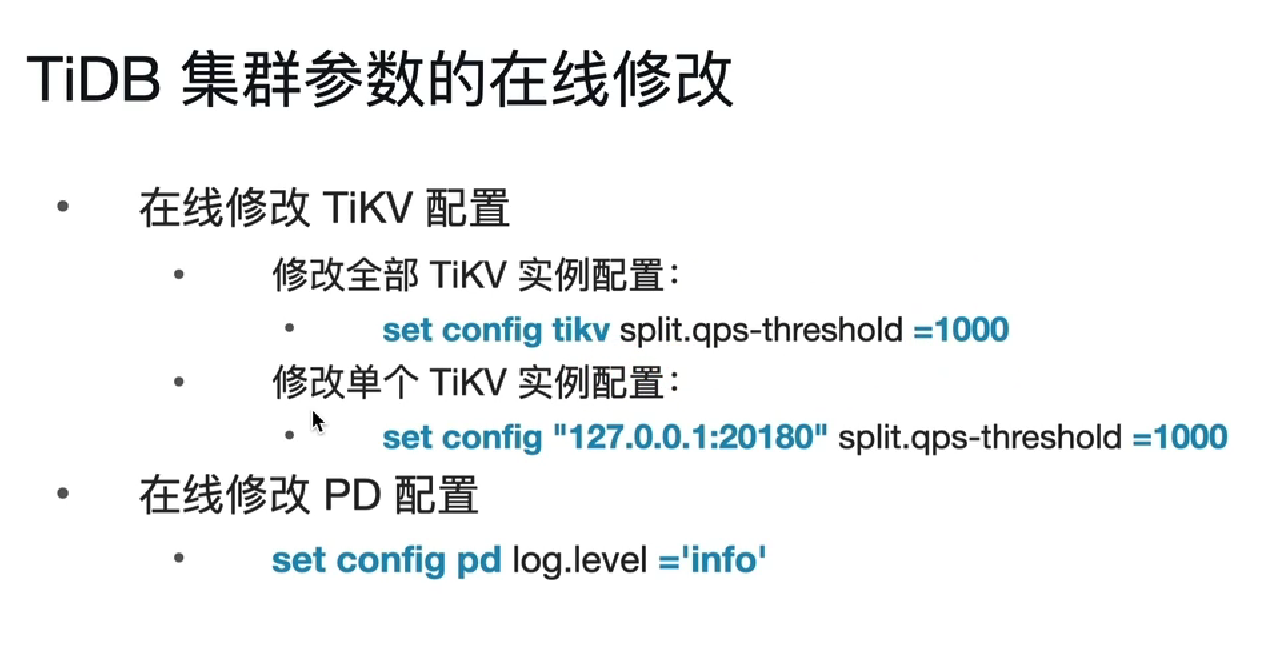 TiDB 集群参数的在线修改
• 在线修改 TiKV 配置
• 修改全部 TiKV 实例配置：
• set config tikv split.qps-threshold =1000
• 修改单个 TiKV 实例配置：
• set config "127.0.0.1:20180" split.qps-threshold =1000
• 在线修改 PD 配置
• set config pd log.level ='info'